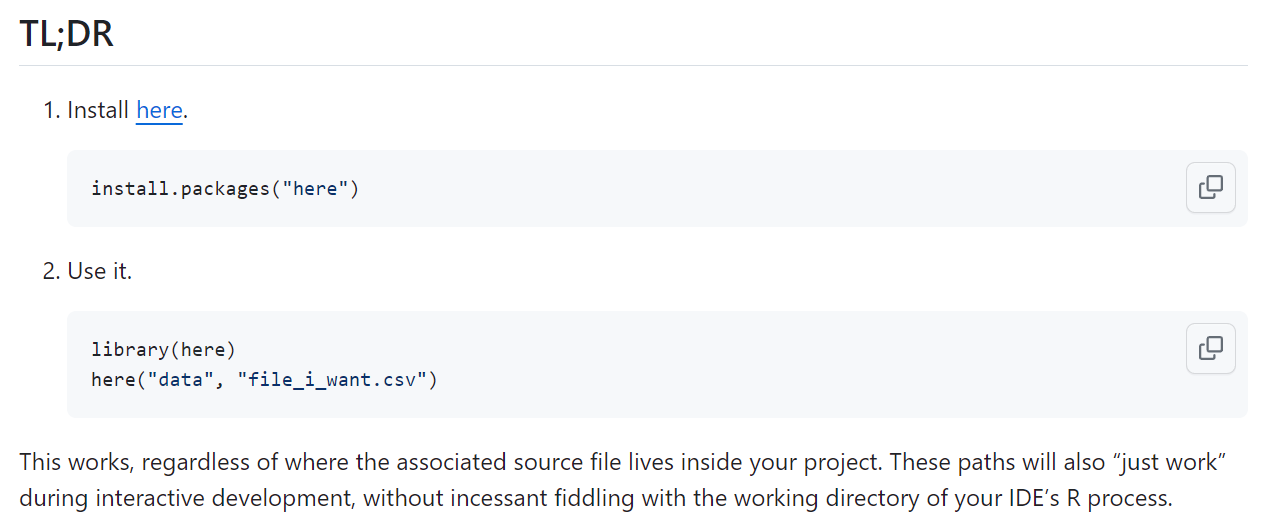 TL;DR
1. Install here.
install.packages("here")
2. Use it.
library(here)
here("data", "file_i_want.csv")
This works, regardless of where the associated source file lives inside your project. These paths will also “just work”
during interactive development, without incessant fiddling with the working directory of your IDE’s R process.